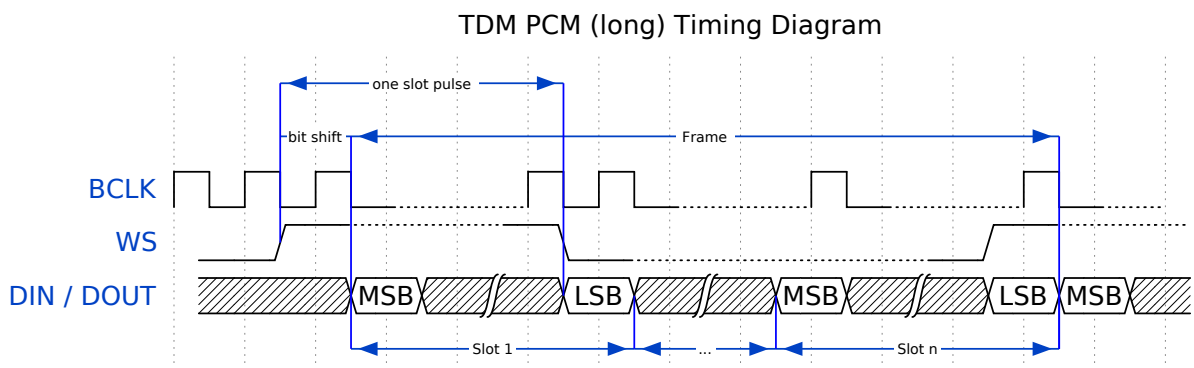 TDM PCM (long) Timing Diagram
one slot pulse
bit shift
Frame
BCLK
WS
DIN / DOUT
MSB
LSB
MSB
LSB
MSB
Slot 1
...
Slot n